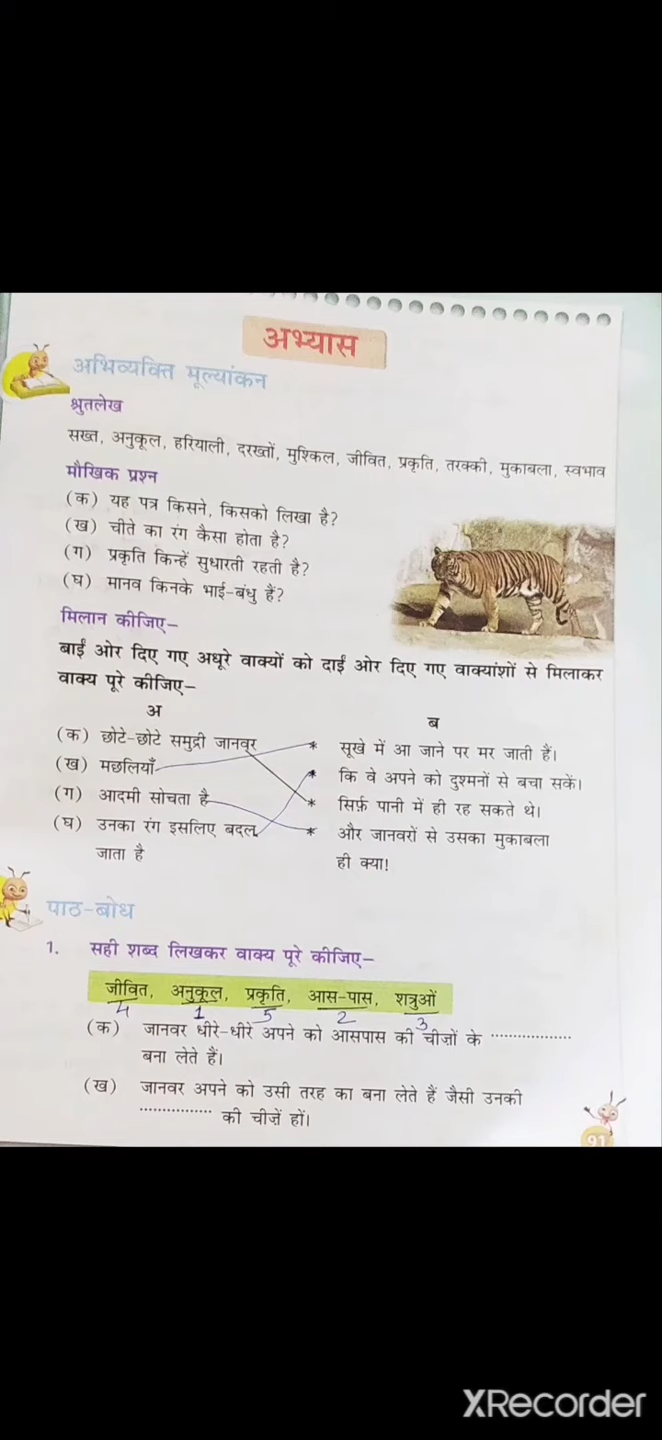 अभ्यास
अभिव्यक्ति मूल्यांकन
श्रुतलेख
सख्त, अनुकूल, हरियाली, दरख्तों, मुश्किल, जीवित, प्रकृति, तरक्की, मुकाबला, स्वभाव
मौखिक प्रश्न
(क) यह पत्र किसने, किसको लिखा है?
(ख) चीते का रंग कैसा होता है?
(ग) प्रकृति किन्हें सुधारती रहती है?
(घ) मानव किनके भाई-बंधु हैं?
मिलान कीजिए–
बाईं ओर दिए गए अधूरे वाक्यों को दाईं ओर दिए गए वाक्यांशों से मिलाकर
वाक्य पूरे कीजिए–
अ ब
(क) छोटे-छोटे समुद्री जानवर * सूखे में आ जाने पर मर जाती हैं।
(ख) मछलियाँ * कि वे अपने को दुश्मनों से बचा सकें।
(ग) आदमी सोचता है * सिर्फ़ पानी में ही रह सकते थे।
(घ) उनका रंग इसलिए बदल * और जानवरों से उसका मुकाबला
जाता है ही क्या!
पाठ-बोध
1. सही शब्द लिखकर वाक्य पूरे कीजिए–
जीवित, अनुकूल, प्रकृति, आस-पास, शत्रुओं
4 1 5 2 3
(क) जानवर धीरे-धीरे अपने को आसपास की चीज़ों के ..................
बना लेते हैं।
(ख) जानवर अपने को उसी तरह का बना लेते हैं जैसी उनकी
................ की चीज़ें हों।
91
XRecorder